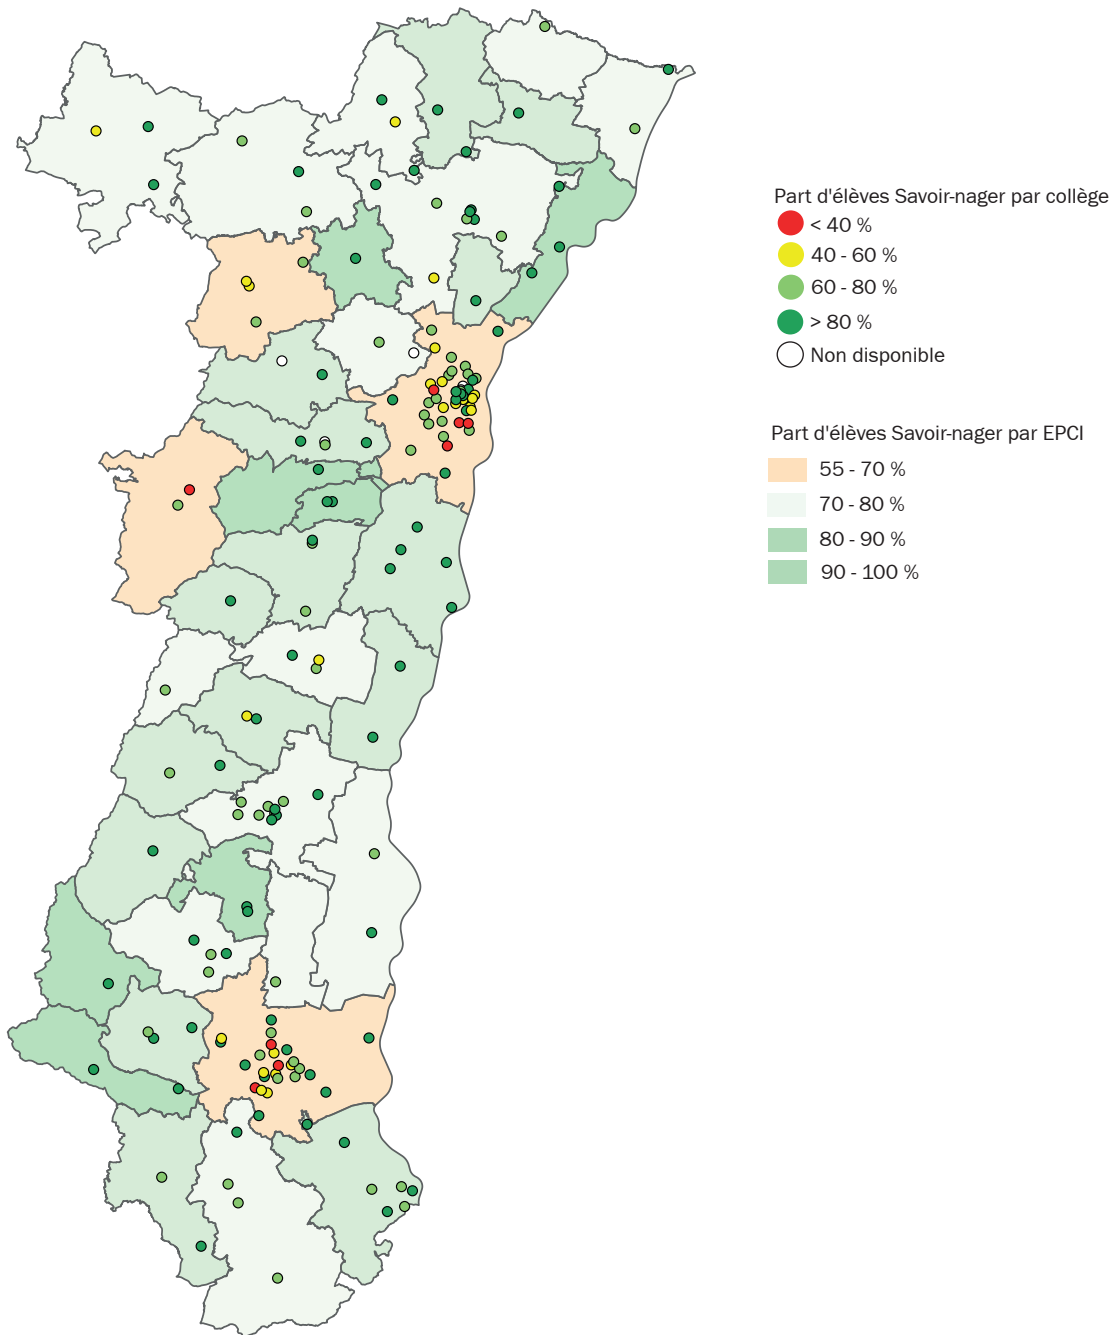 Part d'élèves Savoir-nager par collège
< 40 %
40 - 60 %
60 - 80 %
> 80 %
Non disponible
Part d'élèves Savoir-nager par EPCI
55 - 70 %
70 - 80 %
80 - 90 %
90 - 100 %